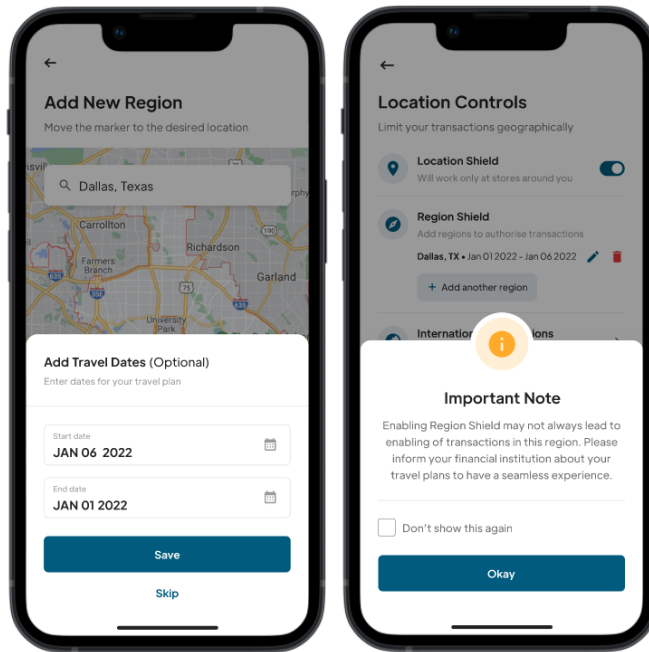 Add New Region
Move the marker to the desired location
Dallas, Texas
Carrollton
Richardson
190
Farmers
Branch
Garland
635
354
75
635
University
Park
Add Travel Dates (Optional)
Enter dates for your travel plan
Start date
JAN 06 2022
End date
JAN 01 2022
Save
Skip
Location Controls
Limit your transactions geographically
Location Shield
Will work only at stores around you
Region Shield
Add regions to authorise transactions
Dallas, TX • Jan 01 2022 - Jan 06 2022
+ Add another region
Important Note
Enabling Region Shield may not always lead to
enabling of transactions in this region. Please
inform your financial institution about your
travel plans to have a seamless experience.
Don't show this again
Okay